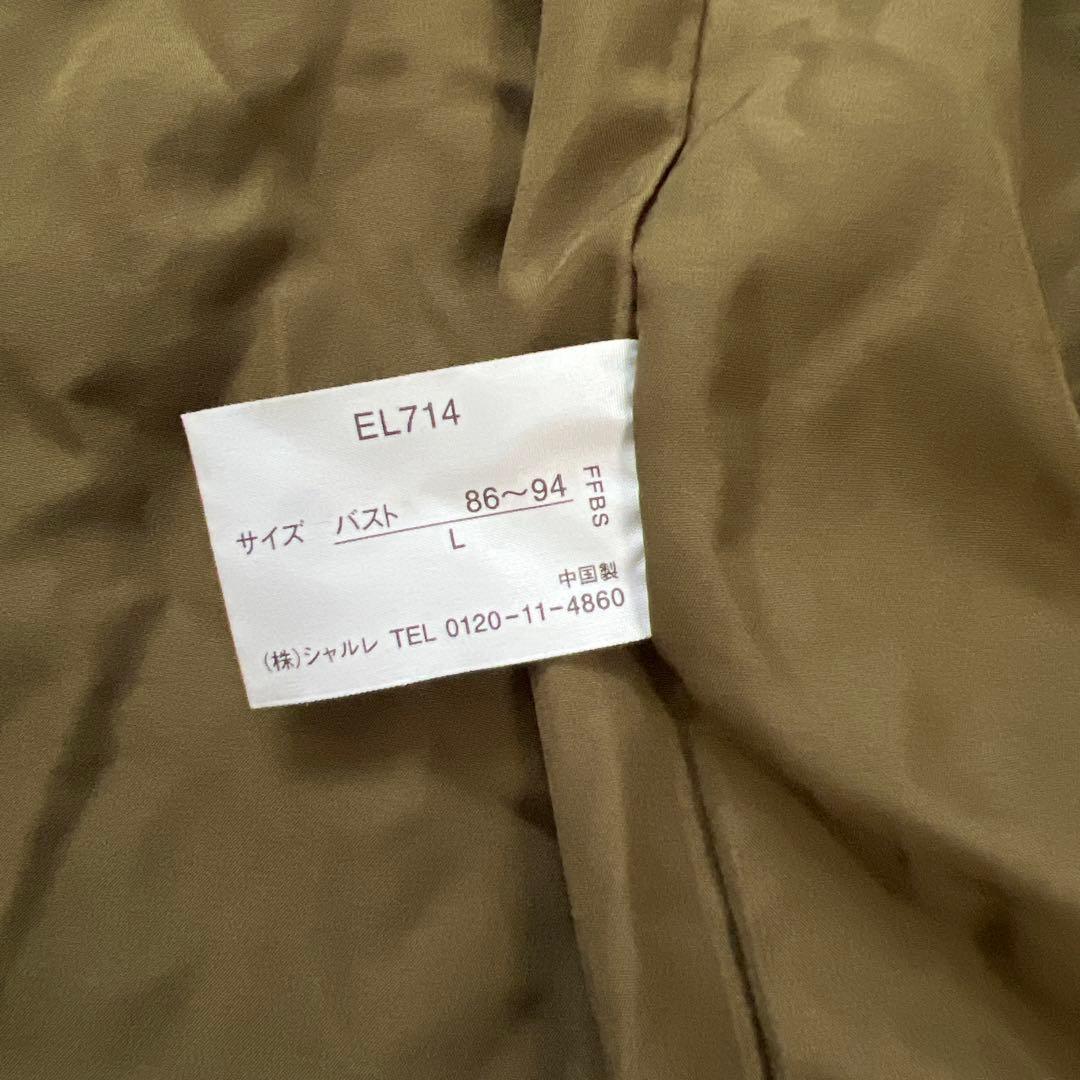 EL714
サイズ バスト 86～94
L
FFBS
中国製
(株)シャルレ TEL 0120-11-4860